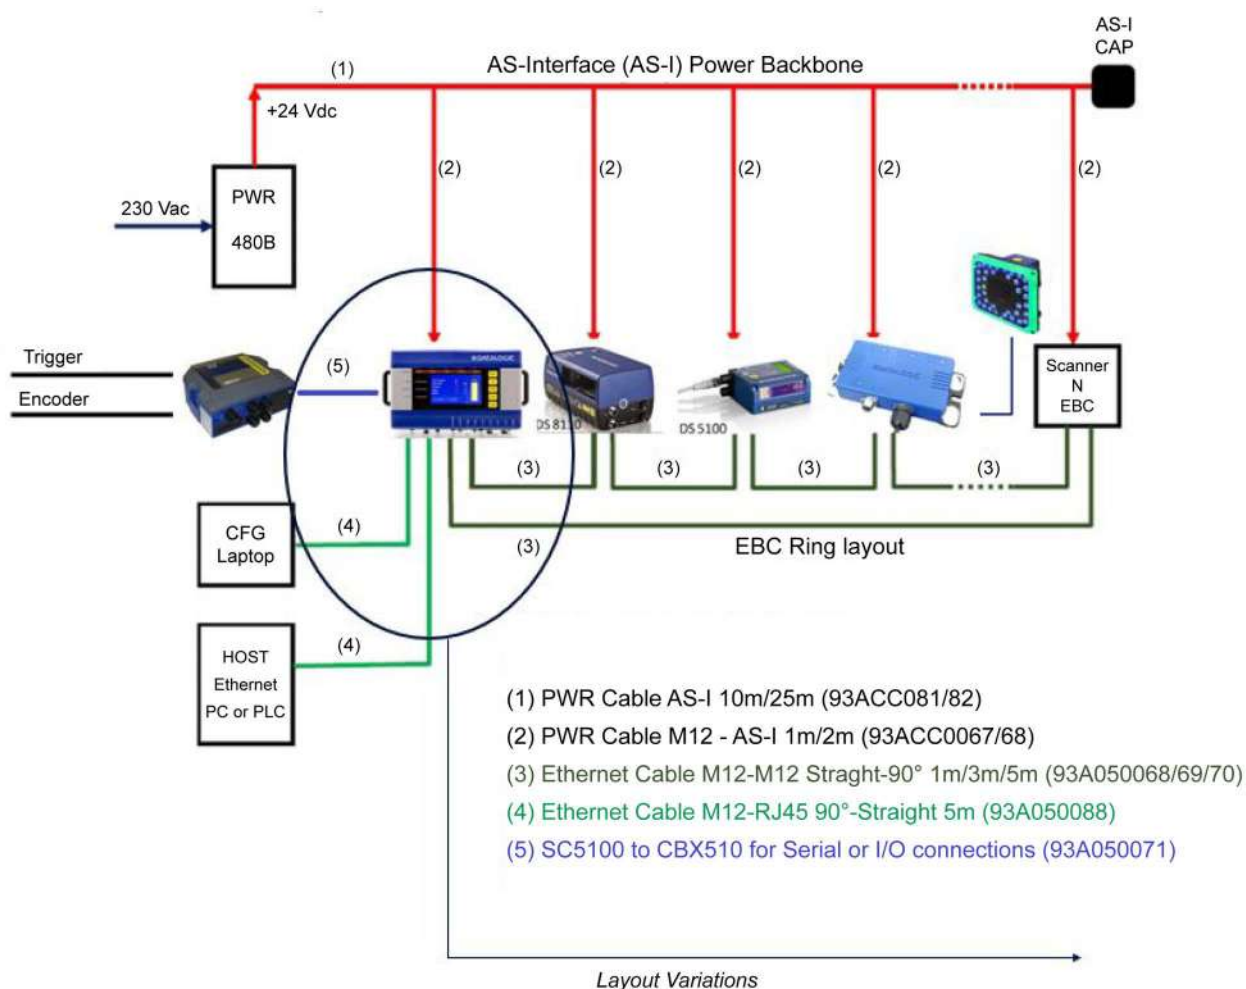 AS-I
CAP
(1)
AS-Interface (AS-I) Power Backbone
+24 Vdc
(2)
(2)
(2)
(2)
(2)
PWR
480B
230 Vac
Trigger
Encoder
(5)
DATALOGIC
DS 5100
Scanner
N
EBC
(3)
(3)
(3)
(3)
(3)
EBC Ring layout
CFG
Laptop
(4)
HOST
Ethernet
PC or PLC
(4)
(1) PWR Cable AS-I 10m/25m (93ACC081/82)
(2) PWR Cable M12 - AS-I 1m/2m (93ACC0067/68)
(3) Ethernet Cable M12-M12 Straght-90° 1m/3m/5m (93A050068/69/70)
(4) Ethernet Cable M12-RJ45 90°-Straight 5m (93A050088)
(5) SC5100 to CBX510 for Serial or I/O connections (93A050071)
Layout Variations